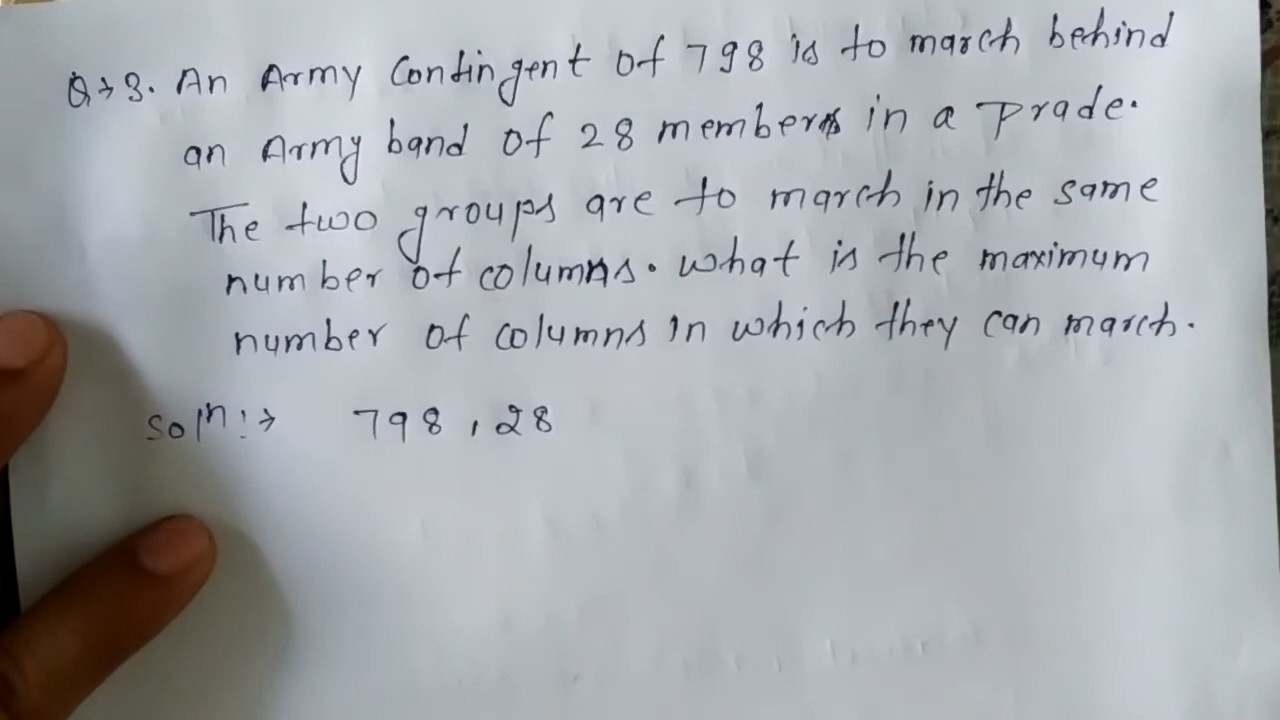 Q→3. An Army Contingent of 798 is to march behind
an Army band of 28 members in a prade.
The two groups are to march in the same
number of columns. what is the maximum
number of columns in which they can march.
Soln:→ 798, 28